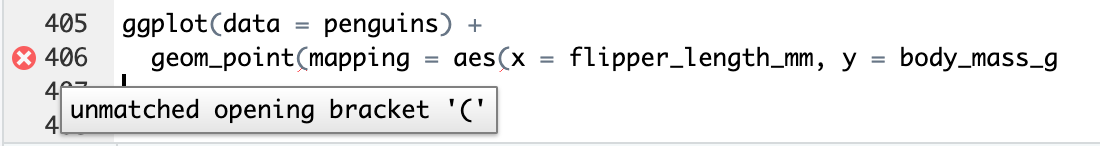 405 ggplot(data = penguins) +
406 geom_point(mapping = aes(x = flipper_length_mm, y = body_mass_g
unmatched opening bracket '('